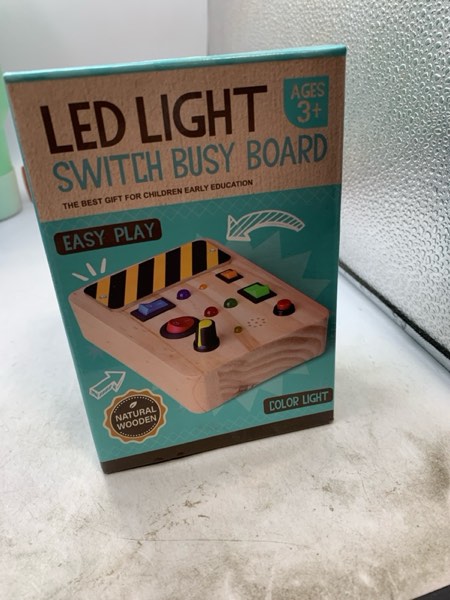 LED LIGHT
AGES
3+
SWITCH BUSY BOARD
THE BEST GIFT FOR CHILDREN EARLY EDUCATION
EASY PLAY
NATURAL
WOODEN
COLOR LIGHT